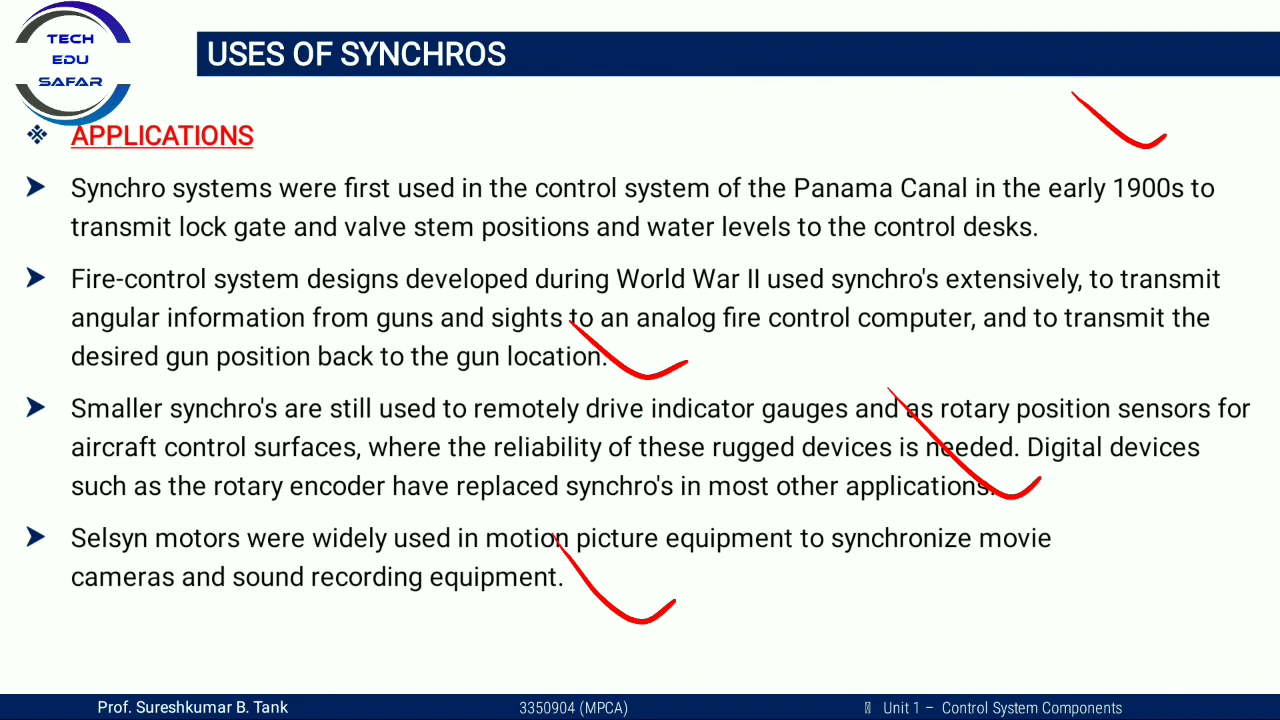 TECH
EDU
SAFAR
USES OF SYNCHROS
APPLICATIONS
Synchro systems were first used in the control system of the Panama Canal in the early 1900s to
transmit lock gate and valve stem positions and water levels to the control desks.
Fire-control system designs developed during World War II used synchro's extensively, to transmit
angular information from guns and sights to an analog fire control computer, and to transmit the
desired gun position back to the gun location.
Smaller synchro's are still used to remotely drive indicator gauges and as rotary position sensors for
aircraft control surfaces, where the reliability of these rugged devices is needed. Digital devices
such as the rotary encoder have replaced synchro's in most other applications.
Selsyn motors were widely used in motion picture equipment to synchronize movie
cameras and sound recording equipment.
Prof. Sureshkumar B. Tank
3350904 (MPCA)
Unit 1 – Control System Components